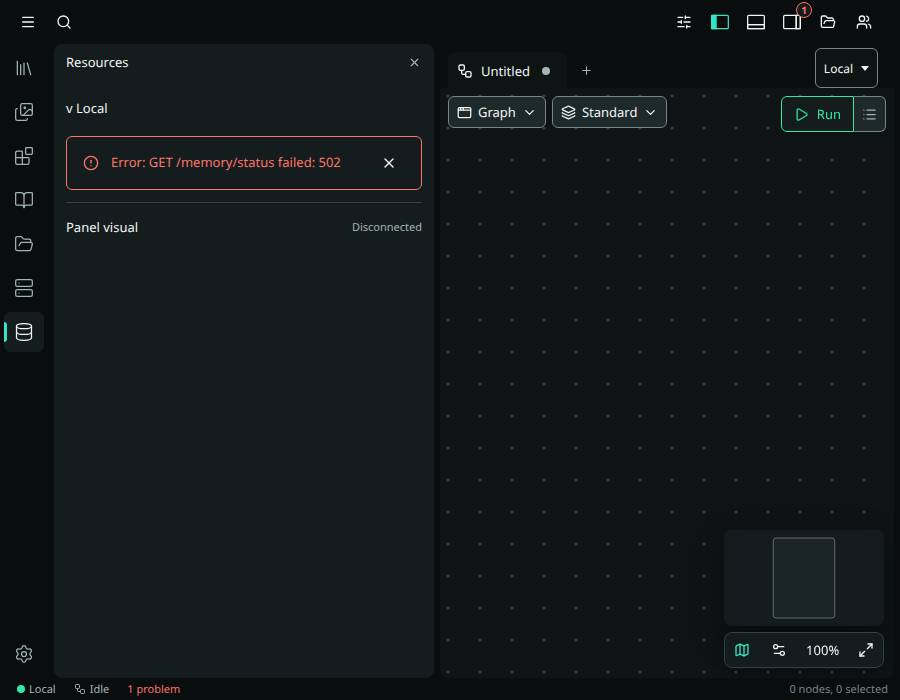 1
Resources
Untitled
Local
v Local
Graph
Standard
Run
Error: GET /memory/status failed: 502
Panel visual
Disconnected
100%
Local
Idle
1 problem
0 nodes, 0 selected